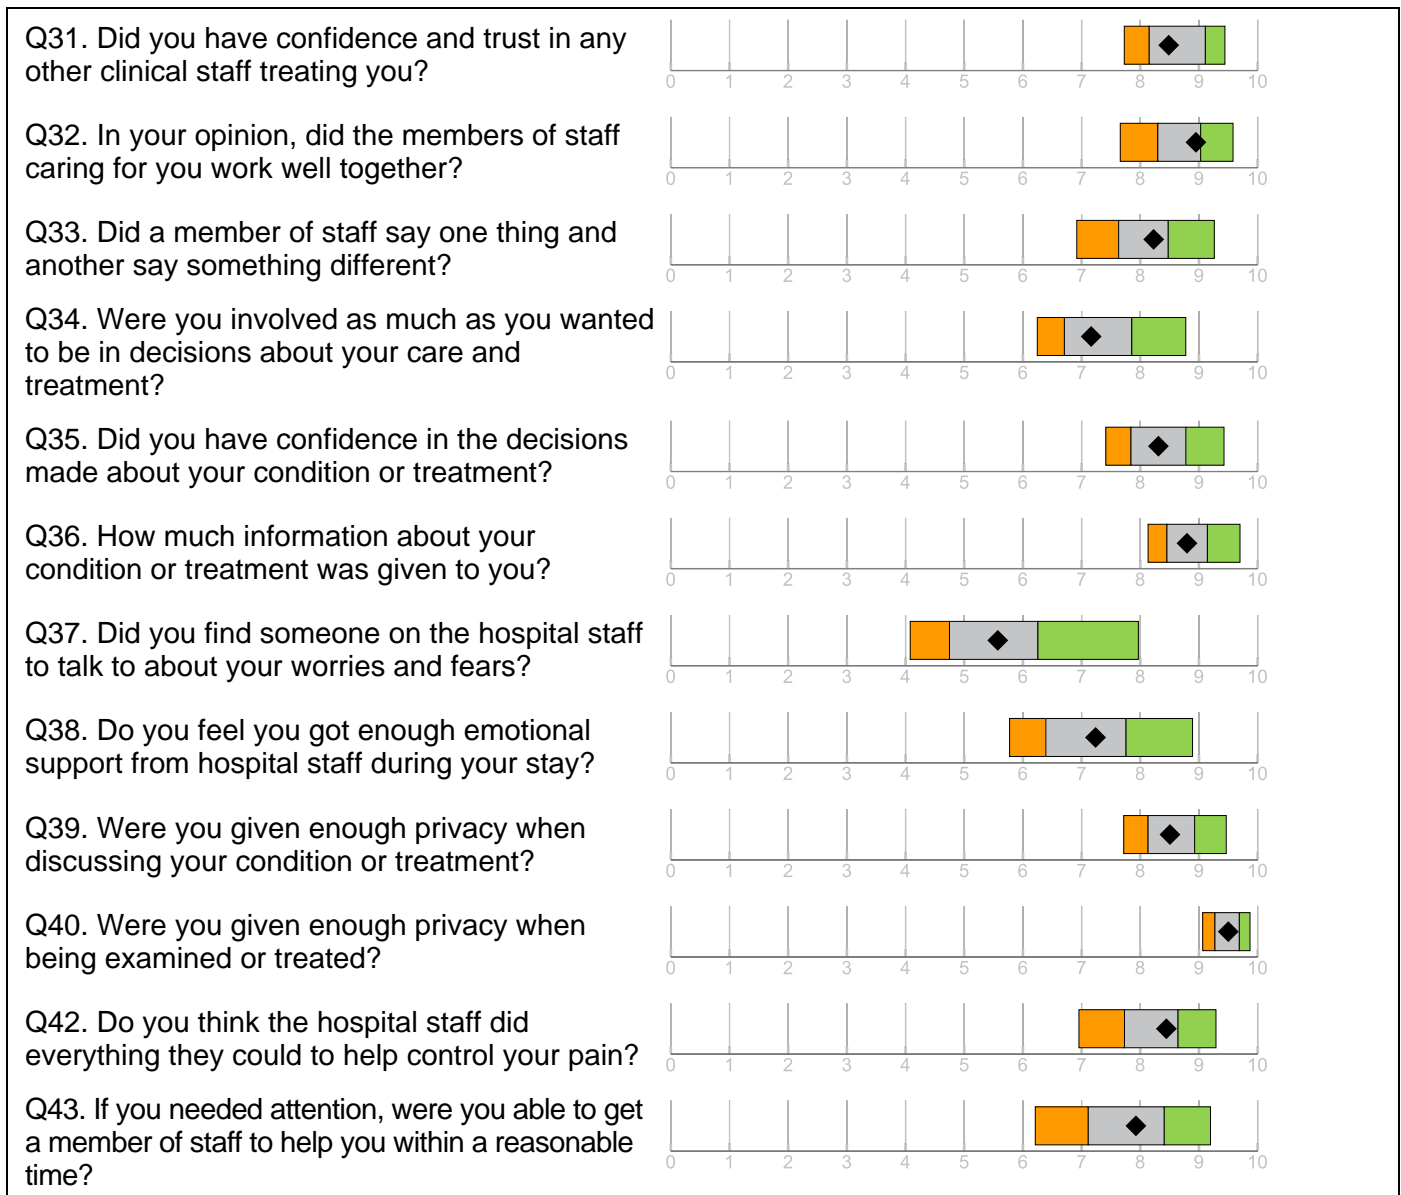 Q31. Did you have confidence and trust in any
other clinical staff treating you?
0 1 2 3 4 5 6 7 8 9 10
Q32. In your opinion, did the members of staff
caring for you work well together?
0 1 2 3 4 5 6 7 8 9 10
Q33. Did a member of staff say one thing and
another say something different?
0 1 2 3 4 5 6 7 8 9 10
Q34. Were you involved as much as you wanted
to be in decisions about your care and
treatment?
0 1 2 3 4 5 6 7 8 9 10
Q35. Did you have confidence in the decisions
made about your condition or treatment?
0 1 2 3 4 5 6 7 8 9 10
Q36. How much information about your
condition or treatment was given to you?
0 1 2 3 4 5 6 7 8 9 10
Q37. Did you find someone on the hospital staff
to talk to about your worries and fears?
0 1 2 3 4 5 6 7 8 9 10
Q38. Do you feel you got enough emotional
support from hospital staff during your stay?
0 1 2 3 4 5 6 7 8 9 10
Q39. Were you given enough privacy when
discussing your condition or treatment?
0 1 2 3 4 5 6 7 8 9 10
Q40. Were you given enough privacy when
being examined or treated?
0 1 2 3 4 5 6 7 8 9 10
Q42. Do you think the hospital staff did
everything they could to help control your pain?
0 1 2 3 4 5 6 7 8 9 10
Q43. If you needed attention, were you able to get
a member of staff to help you within a reasonable
time?
0 1 2 3 4 5 6 7 8 9 10